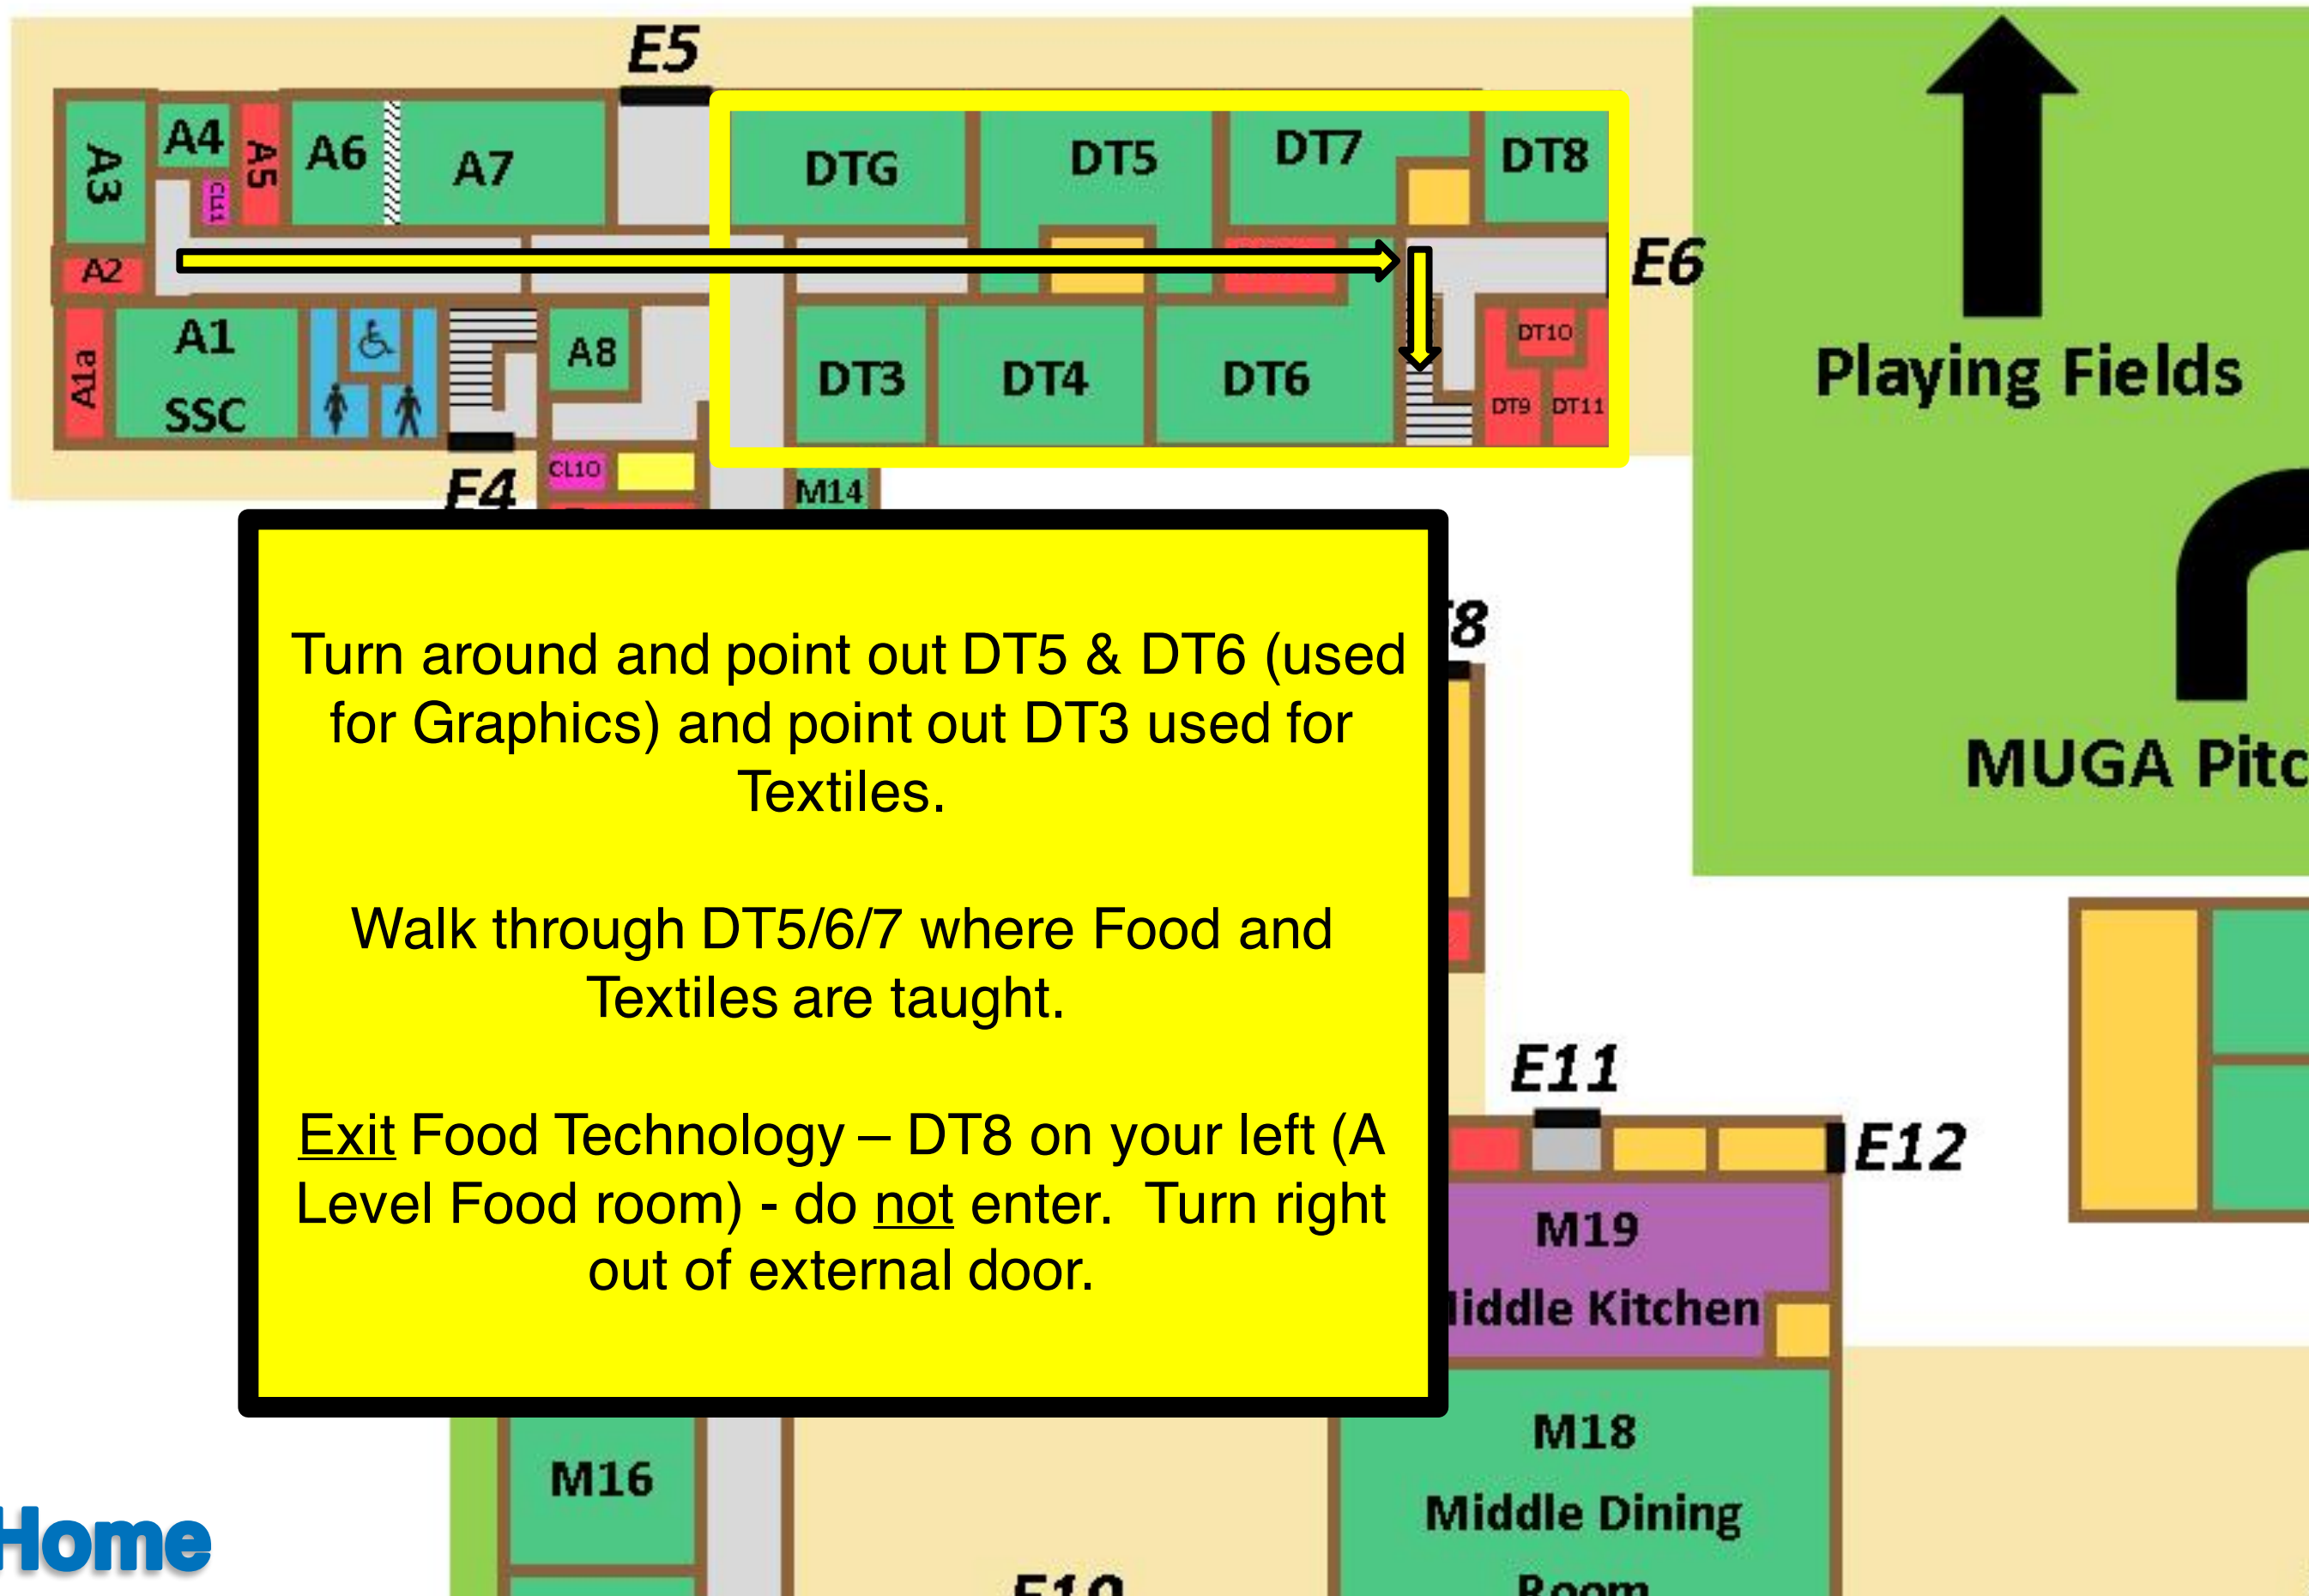 E5
A3
A4
A5
A6
A7
CL11
DTG
DT5
DT7
DT8
A2
E6
A1a
A1
SSC
A8
DT3
DT4
DT6
DT10
DT9
DT11
Playing Fields
E4
CL10
M14
Turn around and point out DT5 & DT6 (used
for Graphics) and point out DT3 used for
Textiles.
Walk through DT5/6/7 where Food and
Textiles are taught.
Exit Food Technology – DT8 on your left (A
Level Food room) - do not enter. Turn right
out of external door.
8
MUGA Pitc
E11
E12
M19
iddle Kitchen
M18
Middle Dining
Room
M16
Home
E10